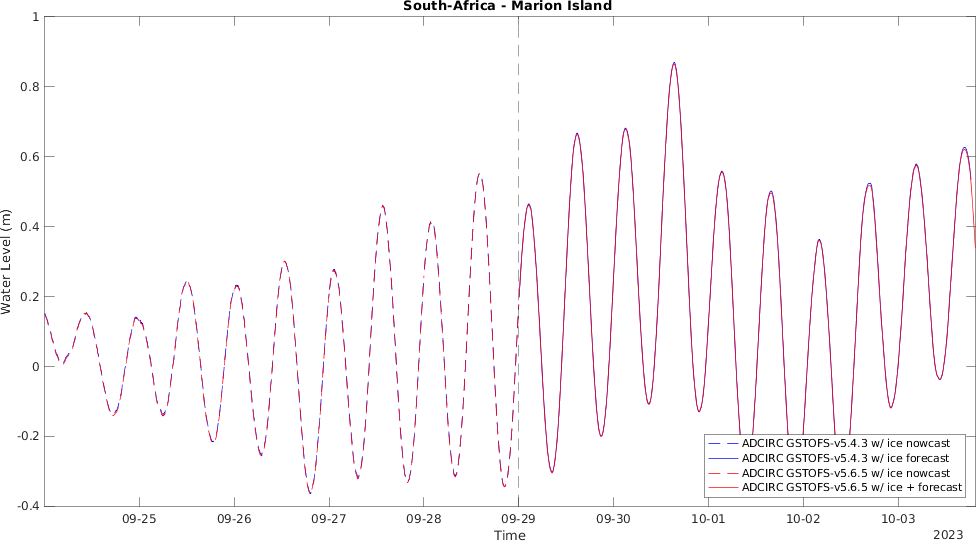 South-Africa - Marion Island
1
0.8
0.6
0.4
0.2
0
-0.2
-0.4
Water Level (m)
ADCIRC GSTOFS-v5.4.3 w/ ice nowcast
ADCIRC GSTOFS-v5.4.3 w/ ice forecast
ADCIRC GSTOFS-v5.6.5 w/ ice nowcast
ADCIRC GSTOFS-v5.6.5 w/ ice + forecast
09-25 09-26 09-27 09-28 09-29 09-30 10-01 10-02 10-03
Time
2023